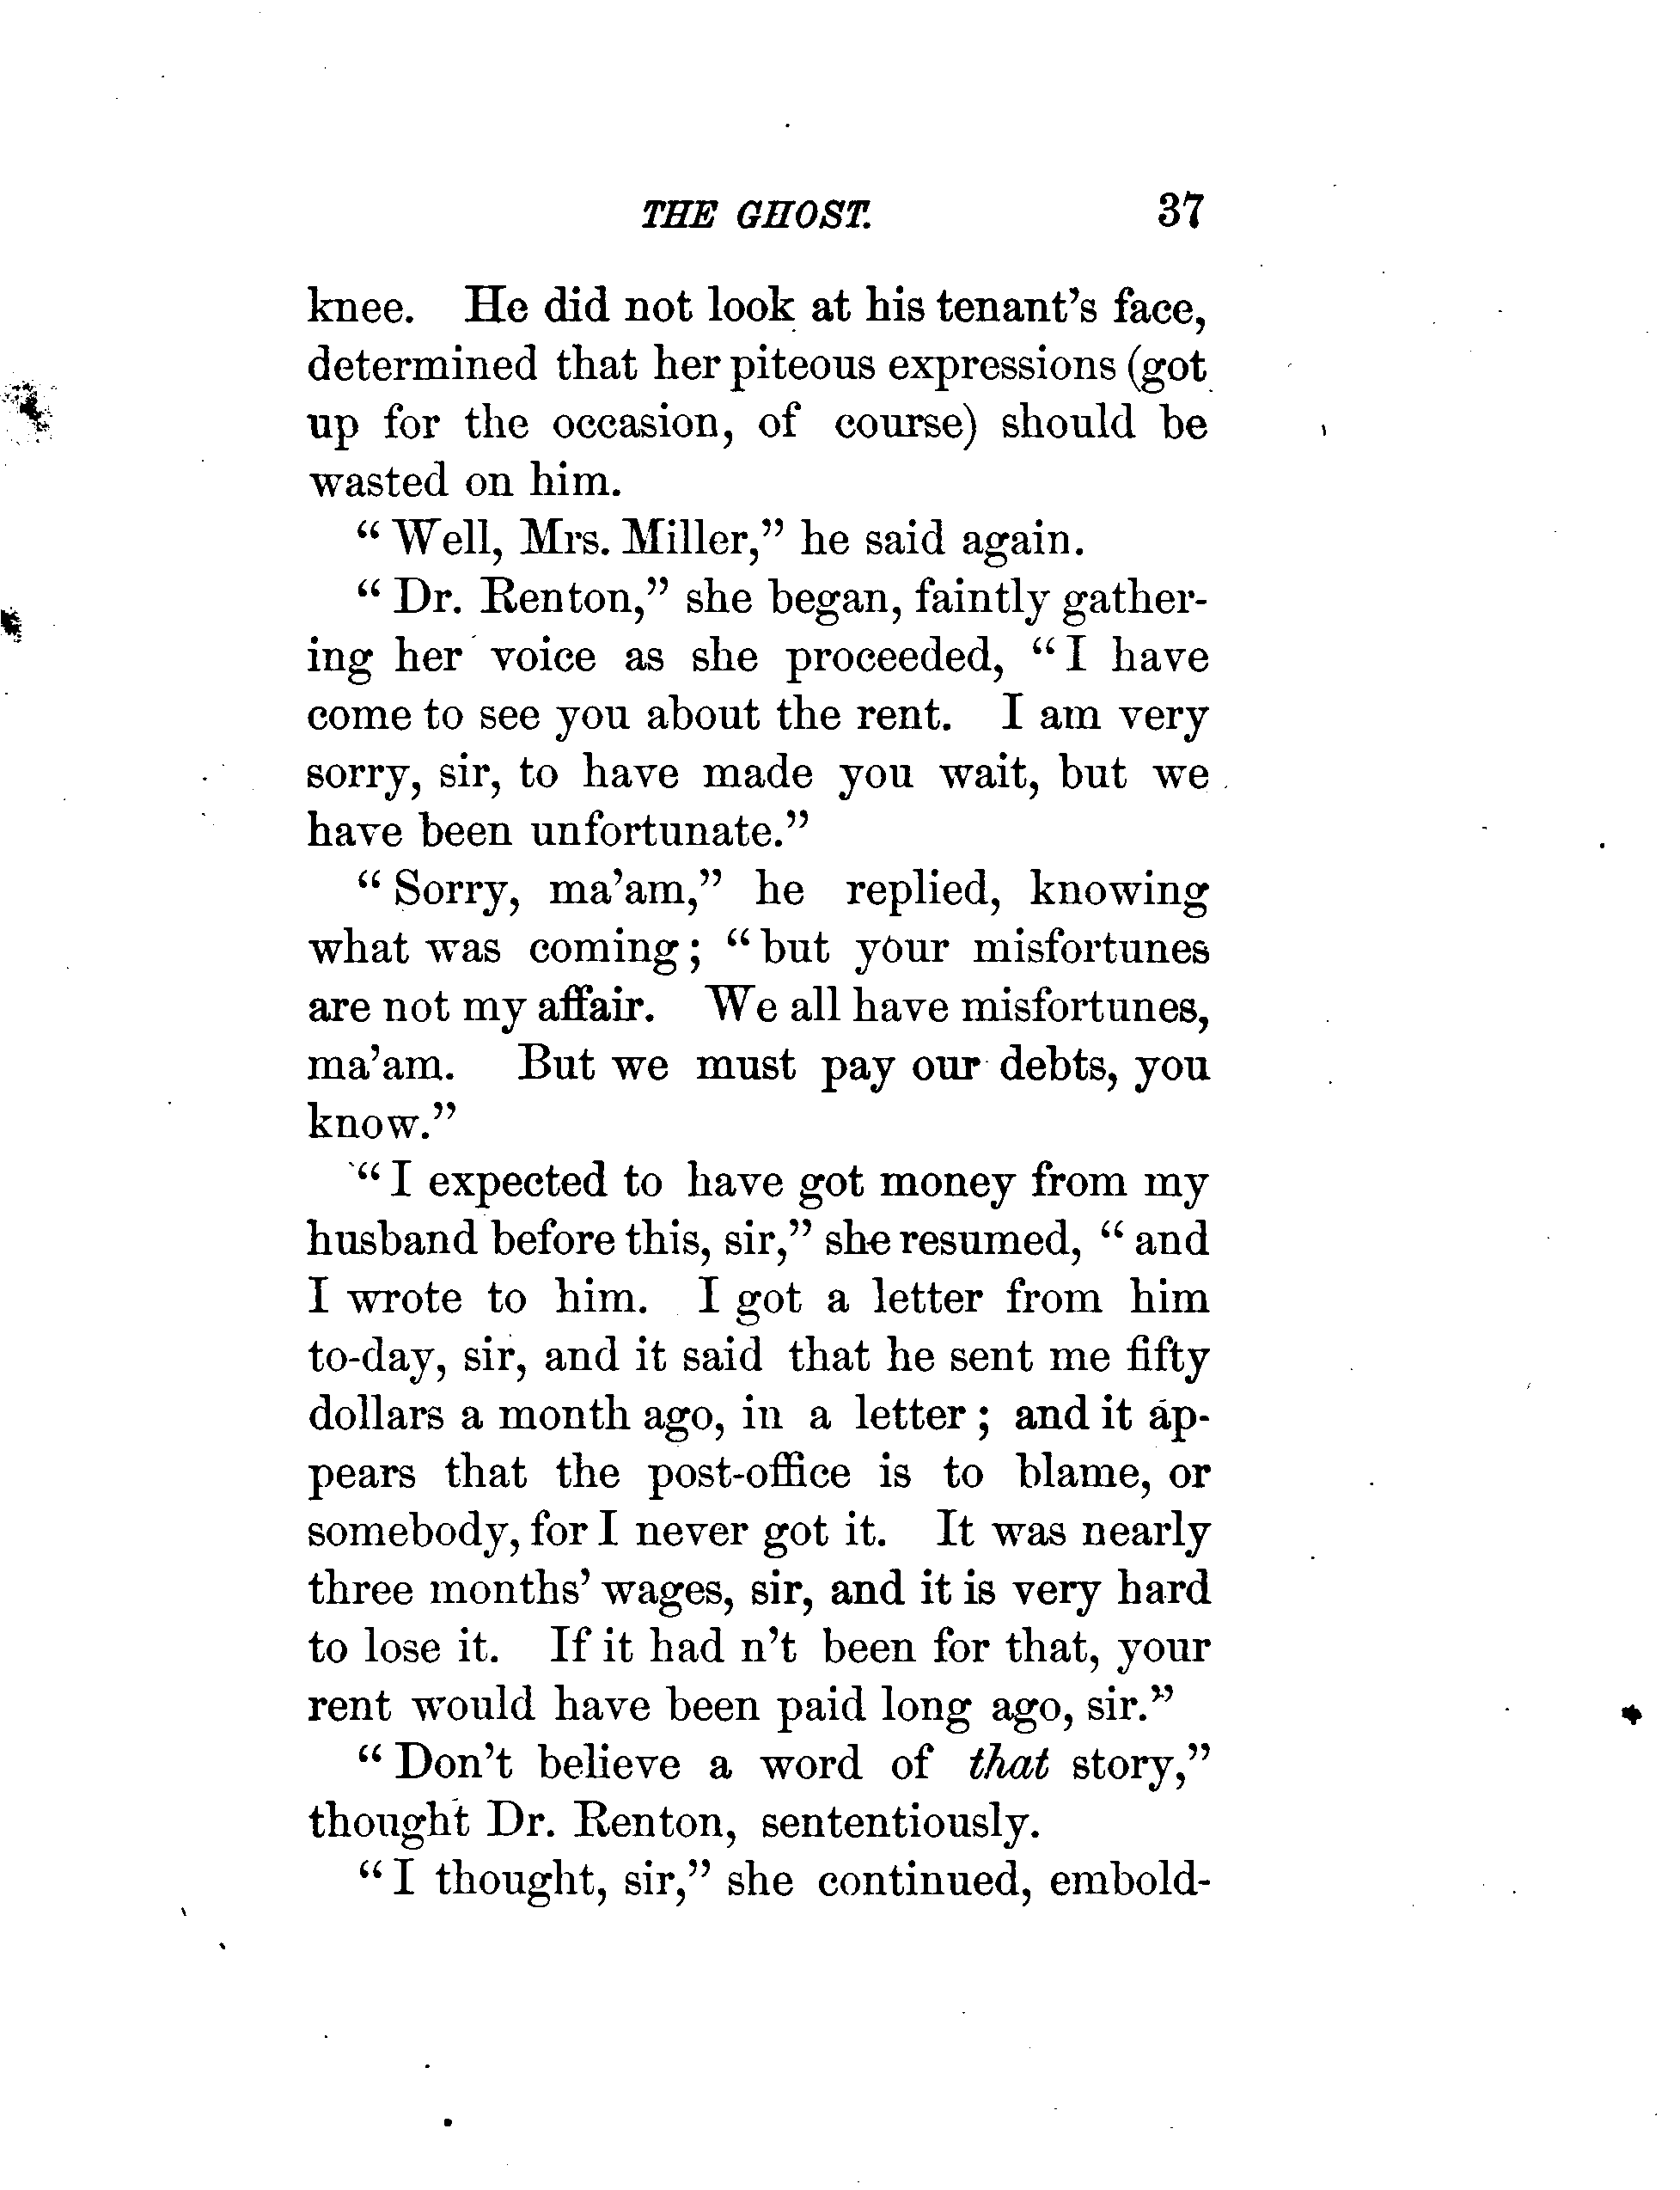 THE GHOST. 37
knee. He did not look at his tenant's face,
determined that her piteous expressions (got
up for the occasion, of course) should be
wasted on him.
"Well, Mrs. Miller," he said again.
"Dr. Renton," she began, faintly gather-
ing her voice as she proceeded, "I have
come to see you about the rent. I am very
sorry, sir, to have made you wait, but we
have been unfortunate."
"Sorry, ma'am," he replied, knowing
what was coming; "but your misfortunes
are not my affair. We all have misfortunes,
ma'am. But we must pay our debts, you
know."
"I expected to have got money from my
husband before this, sir," she resumed, "and
I wrote to him. I got a letter from him
to-day, sir, and it said that he sent me fifty
dollars a month ago, in a letter; and it ap-
pears that the post-office is to blame, or
somebody, for I never got it. It was nearly
three months' wages, sir, and it is very hard
to lose it. If it had n't been for that, your
rent would have been paid long ago, sir."
"Don't believe a word of that story,"
thought Dr. Renton, sententiously.
"I thought, sir," she continued, embold-